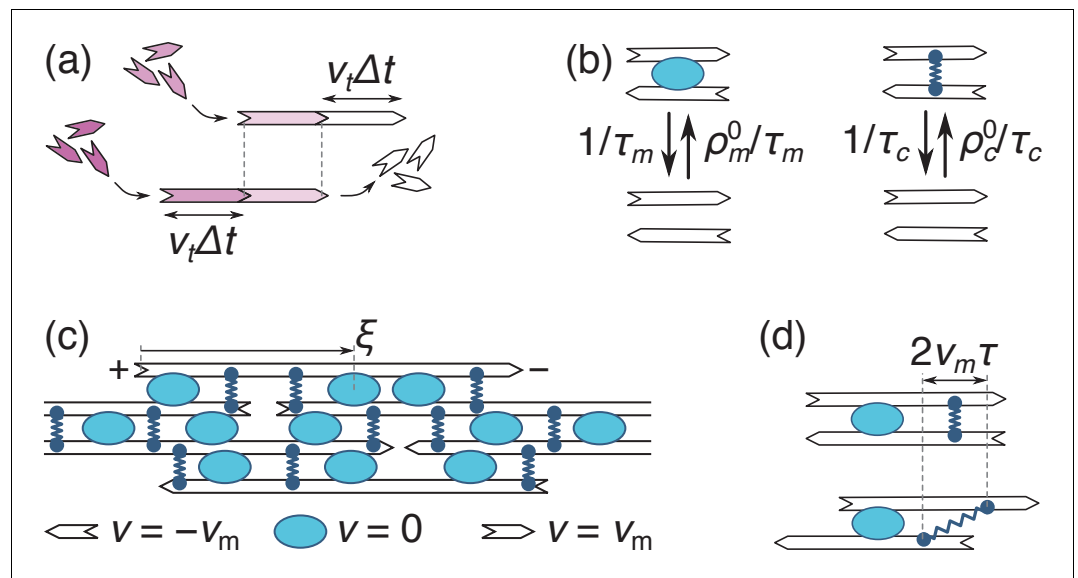 (a)
v_tΔt
v_tΔt
(b)
1/τ_m
ρ_m^0/τ_m
1/τ_c
ρ_c^0/τ_c
(c)
ξ
+
−
v = −v_m
v = 0
v = v_m
(d)
2v_mτ